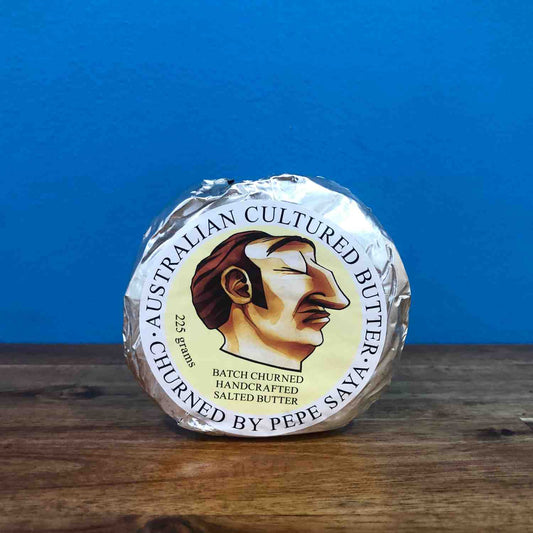 · AUSTRALIAN CULTURED BUTTER ·
CHURNED BY PEPE SAYA
225 grams
BATCH CHURNED
HANDCRAFTED
SALTED BUTTER